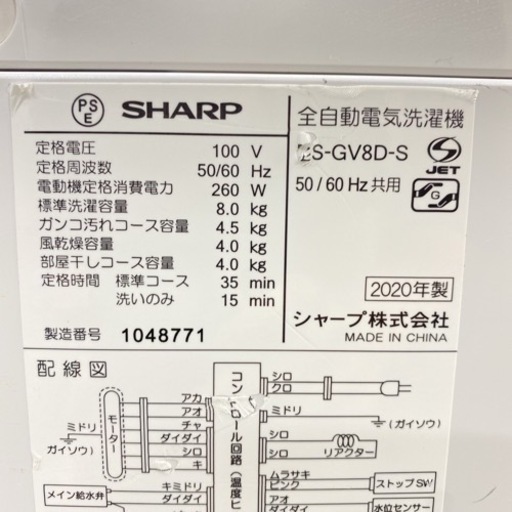 PS
E
SHARP
全自動電気洗濯機
ES-GV8D-S
JET
50/60 Hz 共用
G
定格電圧 100 V
定格周波数 50/60 Hz
電動機定格消費電力 260 W
標準洗濯容量 8.0 kg
ガンコ汚れコース容量 4.5 kg
風乾燥容量 4.0 kg
部屋干しコース容量 4.0 kg
定格時間 標準コース 35 min
洗いのみ 15 min
製造番号 1048771
2020年製
シャープ株式会社
MADE IN CHINA
配線図
コントロール回路(温度ヒ
モーター
ミドリ
(ガイソウ)
アカ
アオ
チャ
ダイダイ
シロ
キ
シロ
クロ
ミドリ
(ガイソウ)
シロ
シロ
リアクター
メイン給水弁
キミドリ
ダイダイ
ムラサキ
ピンク
ストップSW
アオ
ダイダイ
水位センサー